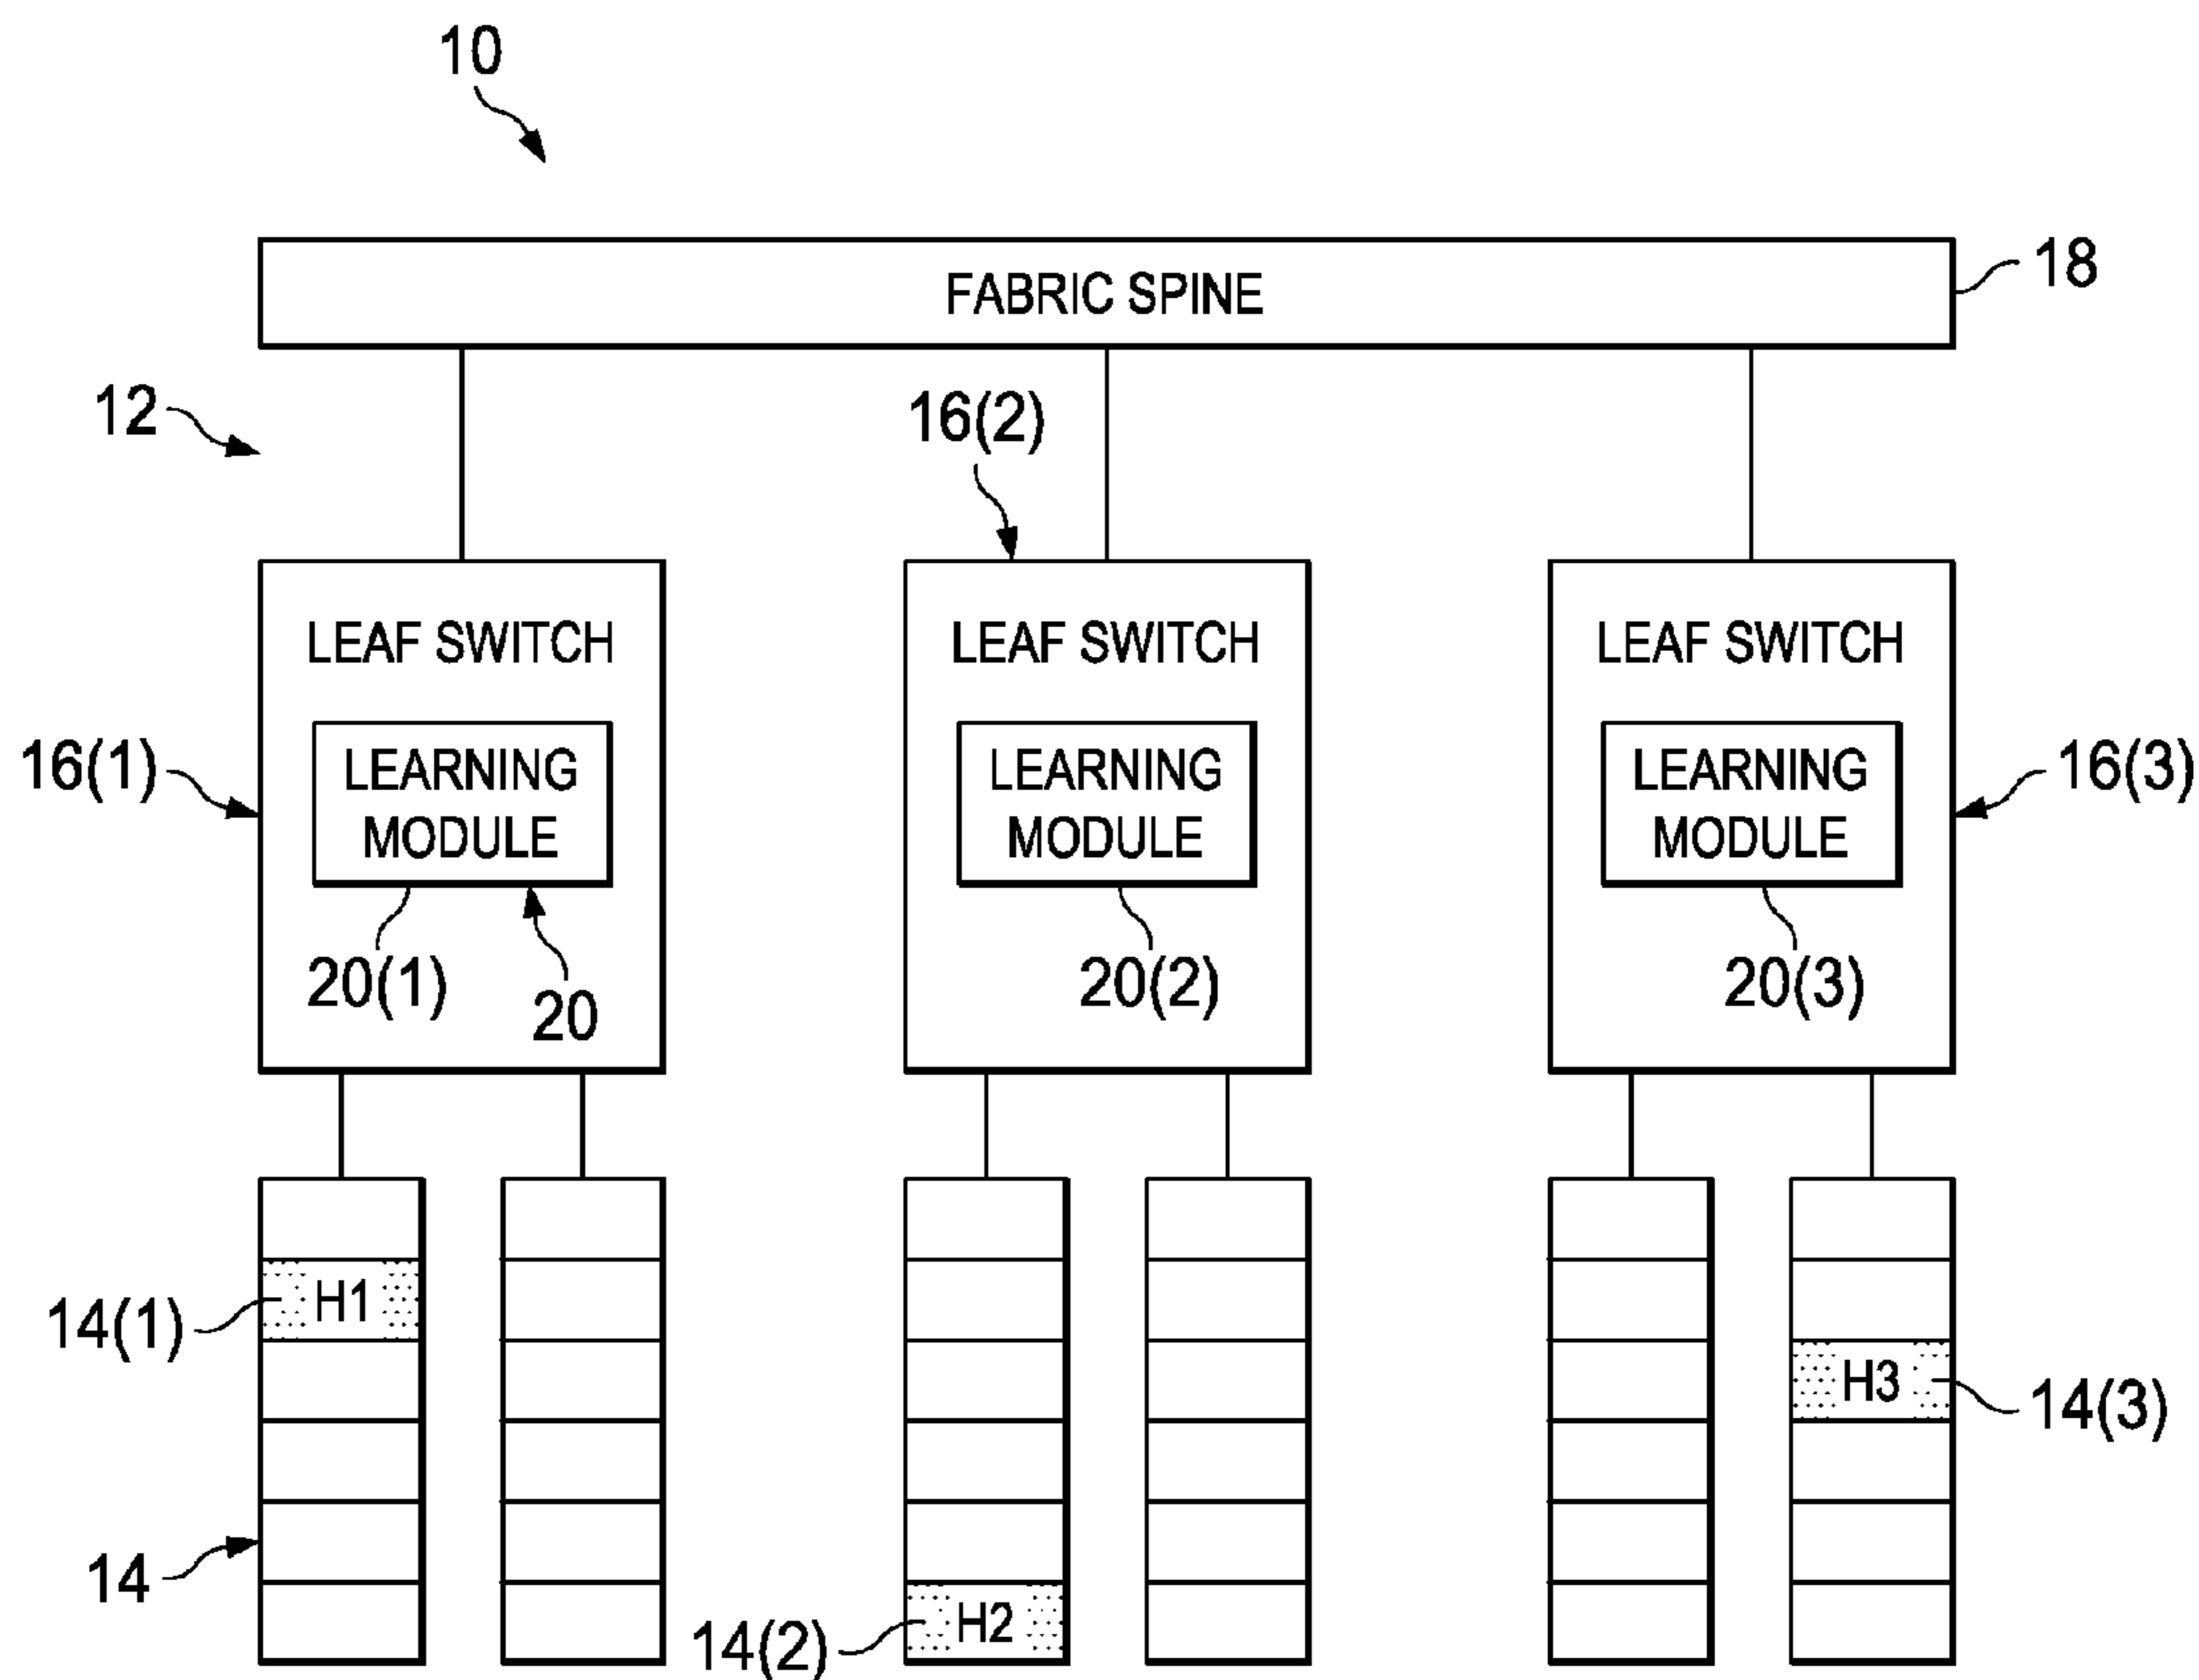 10
FABRIC SPINE
18
12
16(2)
LEAF SWITCH
LEAF SWITCH
LEAF SWITCH
16(1)
LEARNING
MODULE
LEARNING
MODULE
LEARNING
MODULE
16(3)
20(1)
20
20(2)
20(3)
14(1)
H1
H3
14(3)
14
14(2)
H2